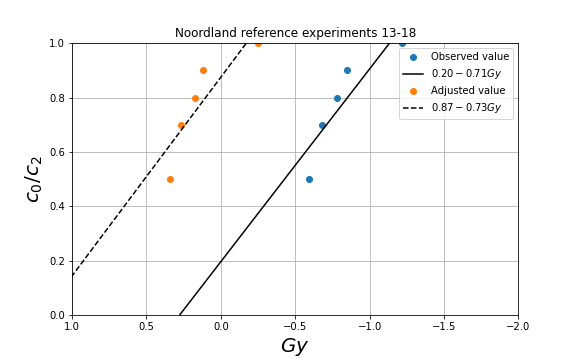 Noordland reference experiments 13-18
Observed value
0.20 − 0.71Gy
Adjusted value
0.87 − 0.73Gy
c0/c2
1.0
0.8
0.6
0.4
0.2
0.0
1.0 0.5 0.0 −0.5 −1.0 −1.5 −2.0
Gy